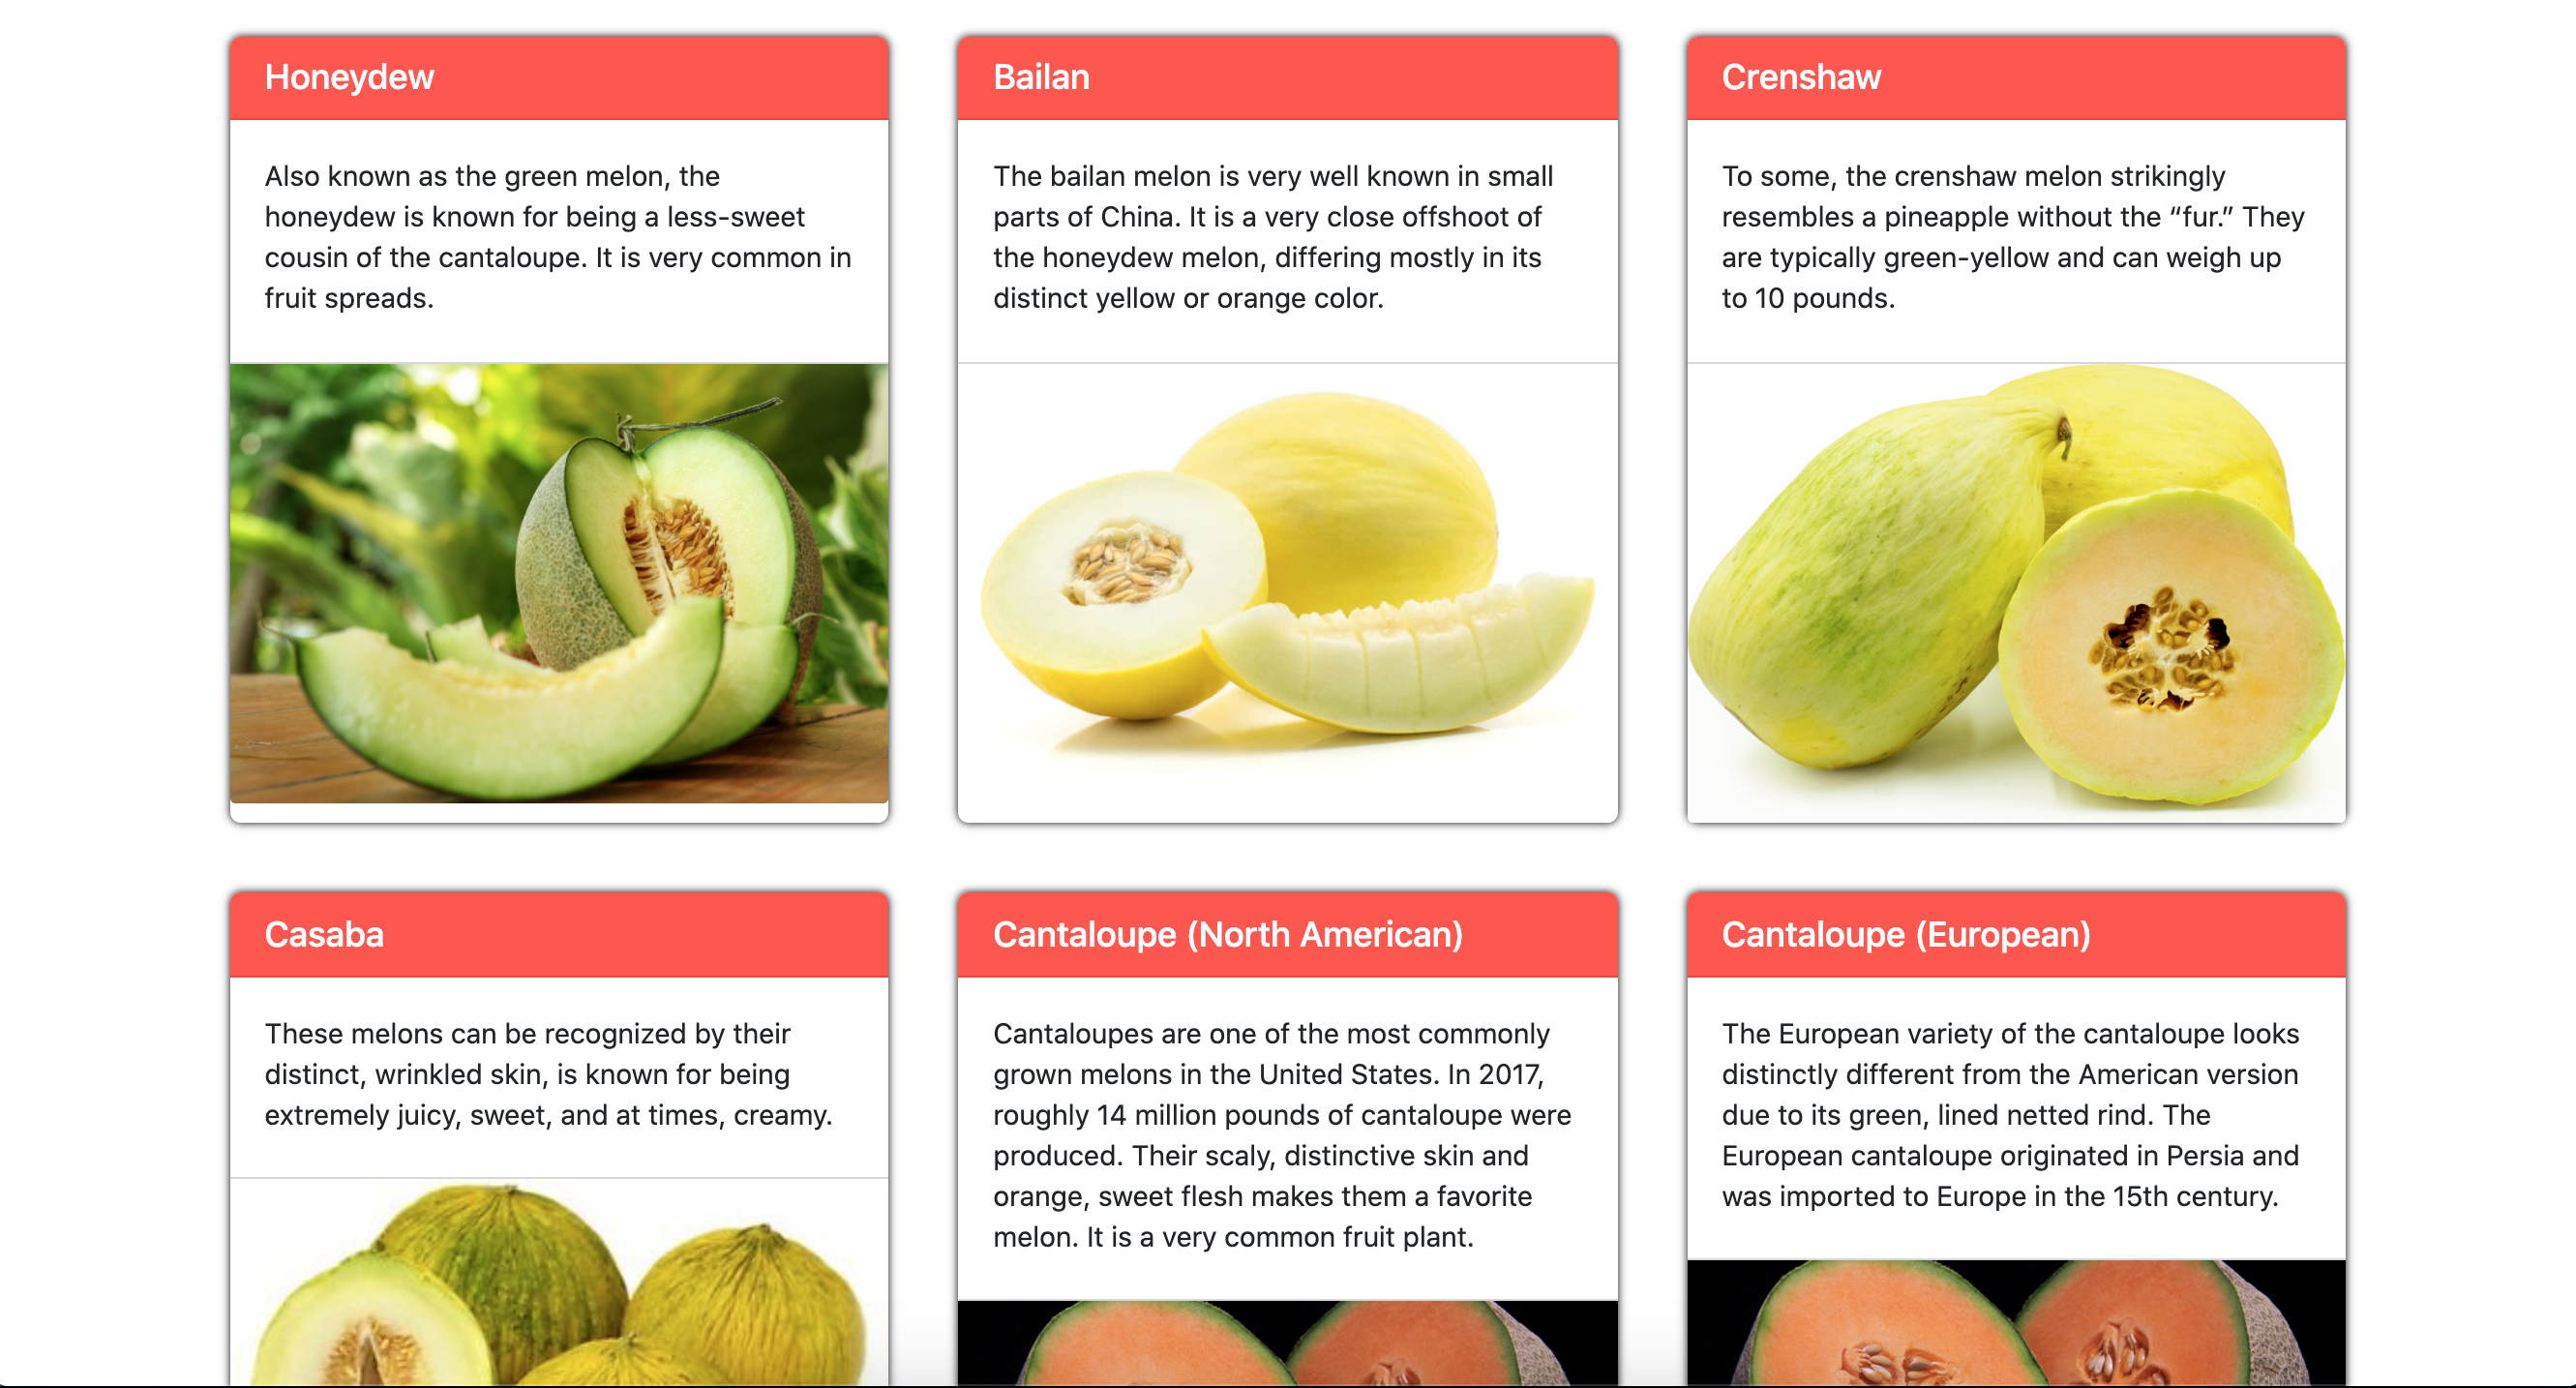 Honeydew
Also known as the green melon, the
honeydew is known for being a less-sweet
cousin of the cantaloupe. It is very common in
fruit spreads.
Bailan
The bailan melon is very well known in small
parts of China. It is a very close offshoot of
the honeydew melon, differing mostly in its
distinct yellow or orange color.
Crenshaw
To some, the crenshaw melon strikingly
resembles a pineapple without the “fur.” They
are typically green-yellow and can weigh up
to 10 pounds.
Casaba
These melons can be recognized by their
distinct, wrinkled skin, is known for being
extremely juicy, sweet, and at times, creamy.
Cantaloupe (North American)
Cantaloupes are one of the most commonly
grown melons in the United States. In 2017,
roughly 14 million pounds of cantaloupe were
produced. Their scaly, distinctive skin and
orange, sweet flesh makes them a favorite
melon. It is a very common fruit plant.
Cantaloupe (European)
The European variety of the cantaloupe looks
distinctly different from the American version
due to its green, lined netted rind. The
European cantaloupe originated in Persia and
was imported to Europe in the 15th century.